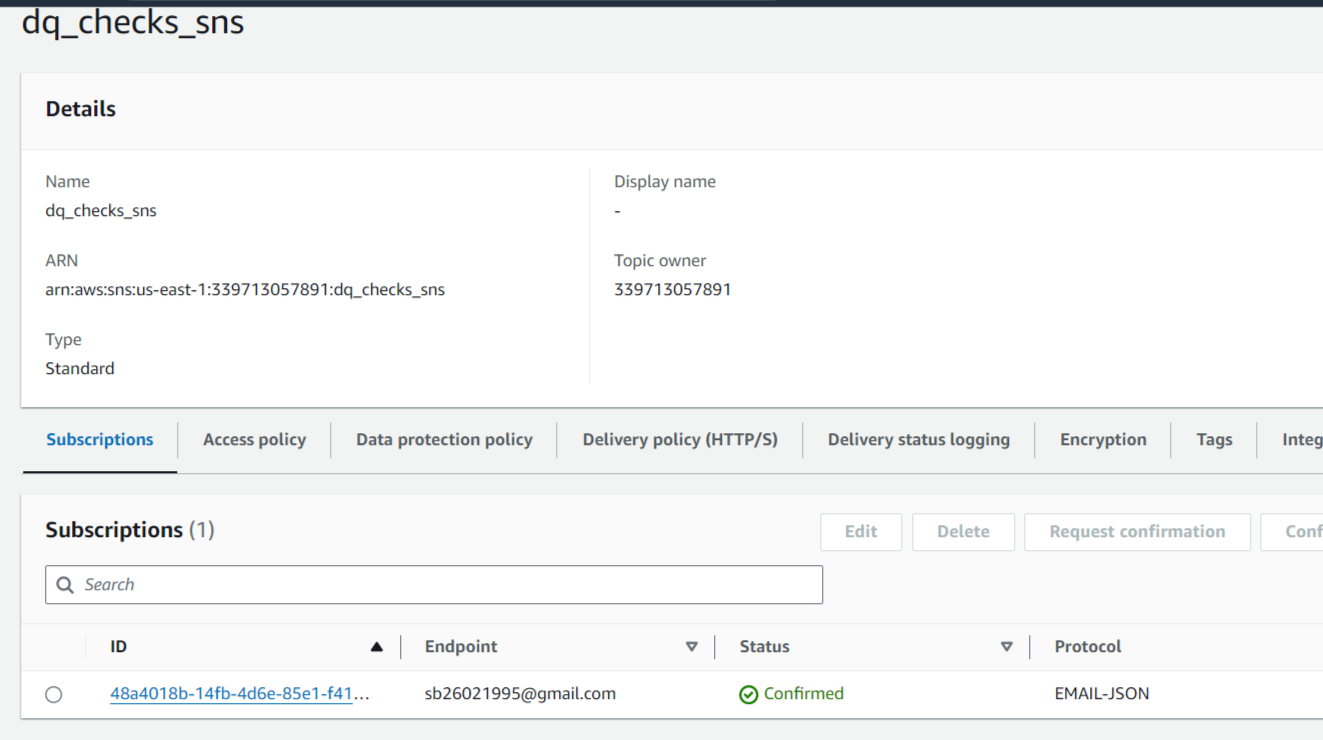 dq_checks_sns
Details
Name
dq_checks_sns
Display name
-
ARN
arn:aws:sns:us-east-1:339713057891:dq_checks_sns
Topic owner
339713057891
Type
Standard
Subscriptions Access policy Data protection policy Delivery policy (HTTP/S) Delivery status logging Encryption Tags Integ
Subscriptions (1)
Edit Delete Request confirmation Conf
Search
ID Endpoint Status Protocol
48a4018b-14fb-4d6e-85e1-f41... sb26021995@gmail.com Confirmed EMAIL-JSON